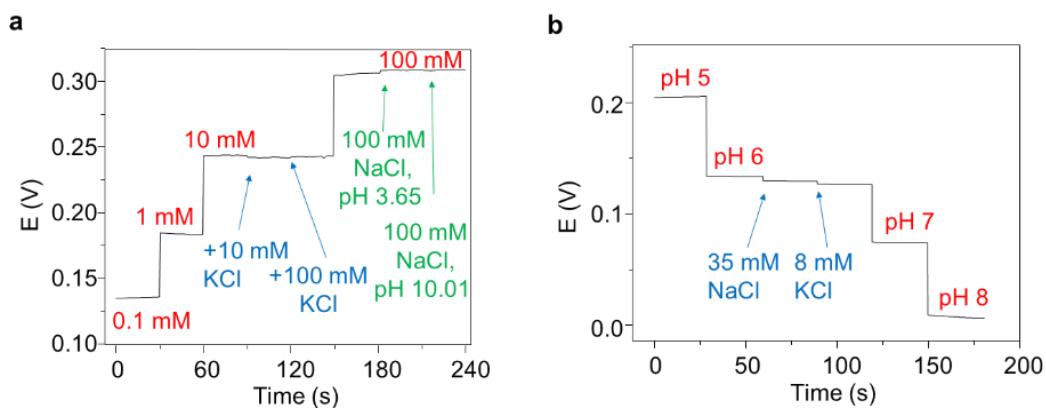 a
E (V)
0.30
0.25
0.20
0.15
0.10
0.1 mM
1 mM
10 mM
100 mM
+10 mM
KCl
+100 mM
KCl
100 mM
NaCl,
pH 3.65
100 mM
NaCl,
pH 10.01
0
60
120
180
240
Time (s)
b
E (V)
0.2
0.1
0.0
pH 5
pH 6
pH 7
pH 8
35 mM
NaCl
8 mM
KCl
0
50
100
150
200
Time (s)